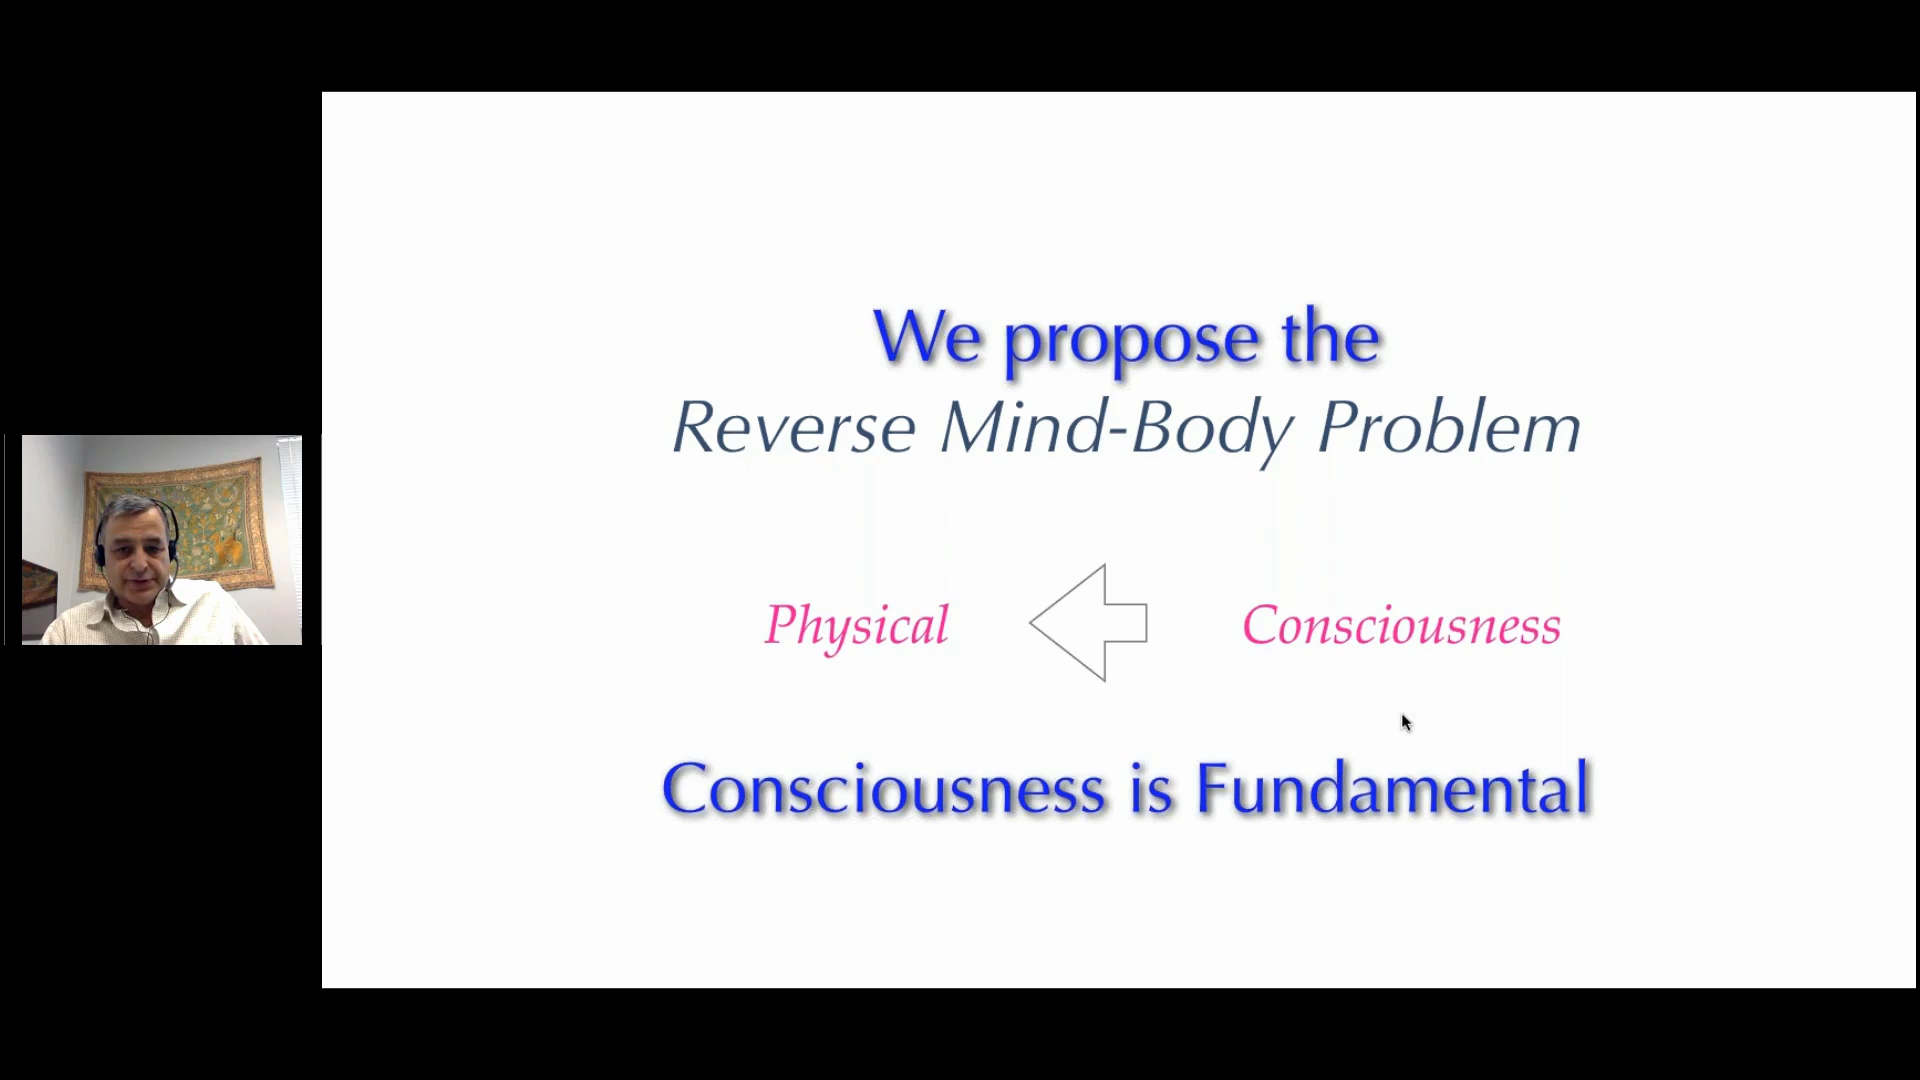 We propose the
Reverse Mind-Body Problem
Physical
Consciousness
Consciousness is Fundamental